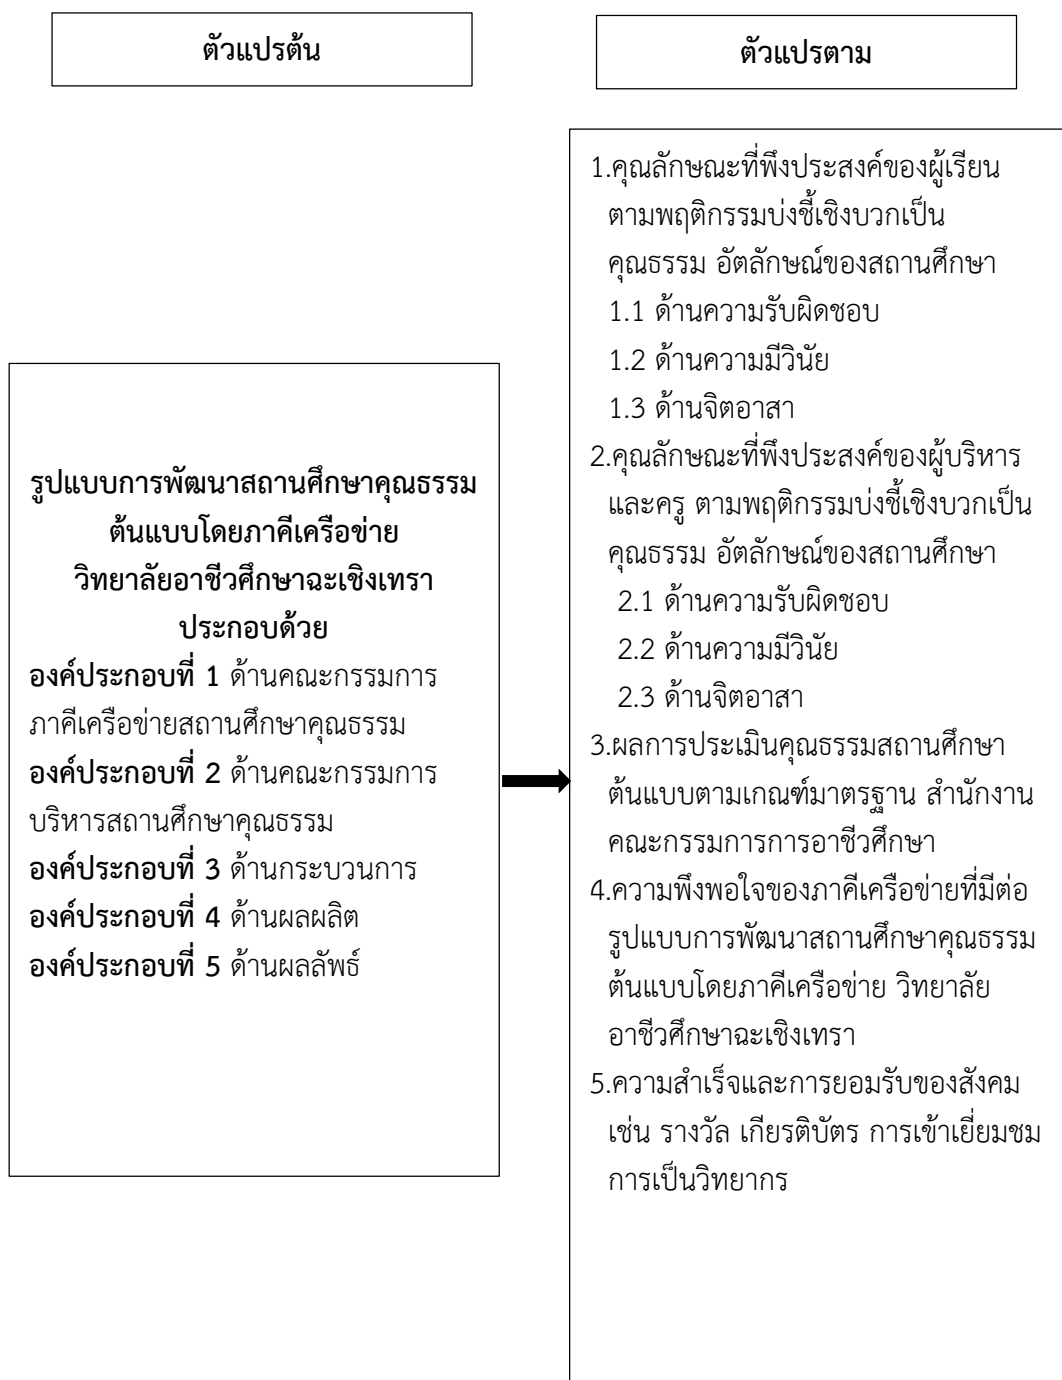 ตัวแปรต้น
ตัวแปรตาม
รูปแบบการพัฒนาสถานศึกษาคุณธรรม
ต้นแบบโดยภาคีเครือข่าย
วิทยาลัยอาชีวศึกษาฉะเชิงเทรา
ประกอบด้วย
องค์ประกอบที่ 1 ด้านคณะกรรมการ
ภาคีเครือข่ายสถานศึกษาคุณธรรม
องค์ประกอบที่ 2 ด้านคณะกรรมการ
บริหารสถานศึกษาคุณธรรม
องค์ประกอบที่ 3 ด้านกระบวนการ
องค์ประกอบที่ 4 ด้านผลผลิต
องค์ประกอบที่ 5 ด้านผลลัพธ์
1.คุณลักษณะที่พึงประสงค์ของผู้เรียน
ตามพฤติกรรมบ่งชี้เชิงบวกเป็น
คุณธรรม อัตลักษณ์ของสถานศึกษา
1.1 ด้านความรับผิดชอบ
1.2 ด้านความมีวินัย
1.3 ด้านจิตอาสา
2.คุณลักษณะที่พึงประสงค์ของผู้บริหาร
และครู ตามพฤติกรรมบ่งชี้เชิงบวกเป็น
คุณธรรม อัตลักษณ์ของสถานศึกษา
2.1 ด้านความรับผิดชอบ
2.2 ด้านความมีวินัย
2.3 ด้านจิตอาสา
3.ผลการประเมินคุณธรรมสถานศึกษา
ต้นแบบตามเกณฑ์มาตรฐาน สำนักงาน
คณะกรรมการการอาชีวศึกษา
4.ความพึงพอใจของภาคีเครือข่ายที่มีต่อ
รูปแบบการพัฒนาสถานศึกษาคุณธรรม
ต้นแบบโดยภาคีเครือข่าย วิทยาลัย
อาชีวศึกษาฉะเชิงเทรา
5.ความสำเร็จและการยอมรับของสังคม
เช่น รางวัล เกียรติบัตร การเข้าเยี่ยมชม
การเป็นวิทยากร